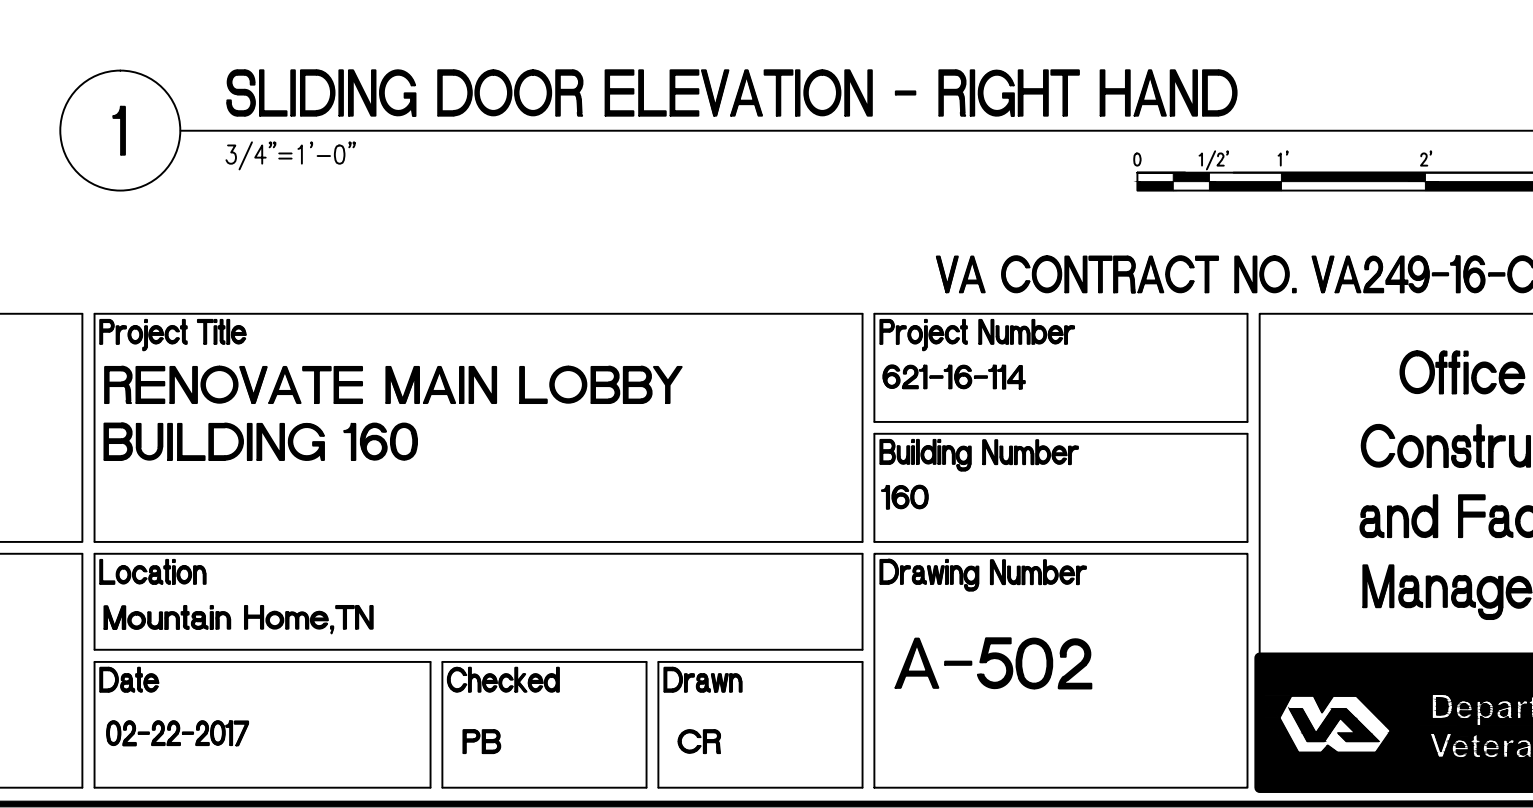 1
SLIDING DOOR ELEVATION - RIGHT HAND
3/4"=1'-0"
0 1/2' 1' 2'
VA CONTRACT NO. VA249-16-C
Project Title
RENOVATE MAIN LOBBY
BUILDING 160
Project Number
621-16-114
Building Number
160
Location
Mountain Home,TN
Drawing Number
A-502
Date
02-22-2017
Checked
PB
Drawn
CR
Office
Constru
and Fac
Manage
VA
Depart
Vetera